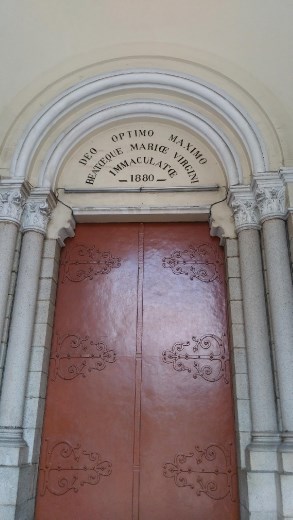 DEO OPTIMO MAXIMO
BEATÆQUE MARIÆ VIRGINI
IMMACULATÆ
—1880—